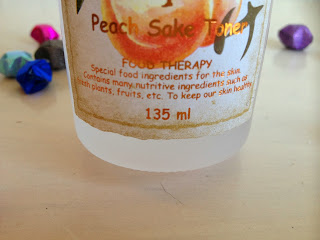 Peach Sake Toner
FOOD THERAPY
Special food ingredients for the skin.
Contains many nutritive ingredients such as
fresh plants, fruits, etc. To keep our skin healthy
135 ml